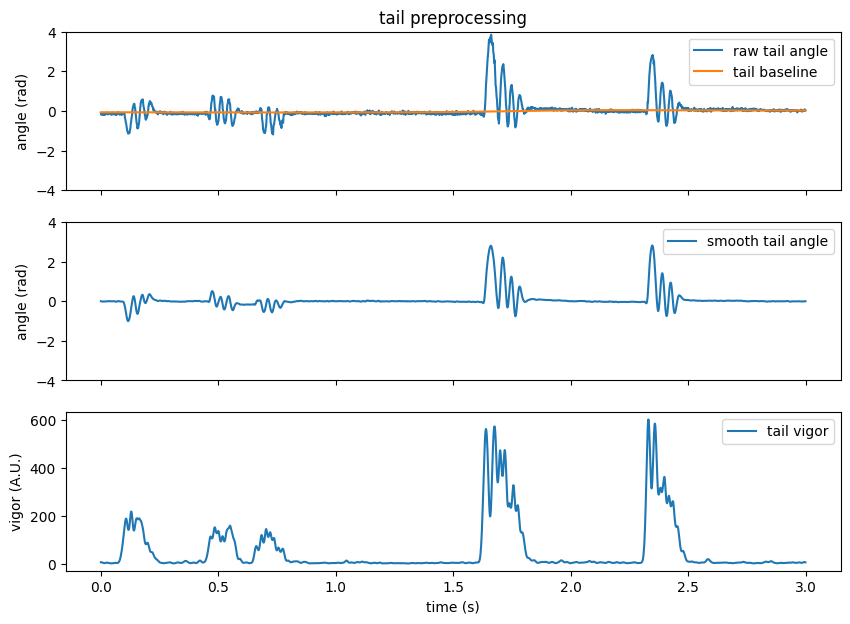 tail preprocessing
4
2
0
−2
−4
angle (rad)
raw tail angle
tail baseline
4
2
0
−2
−4
angle (rad)
smooth tail angle
600
400
200
0
vigor (A.U.)
tail vigor
0.0 0.5 1.0 1.5 2.0 2.5 3.0
time (s)